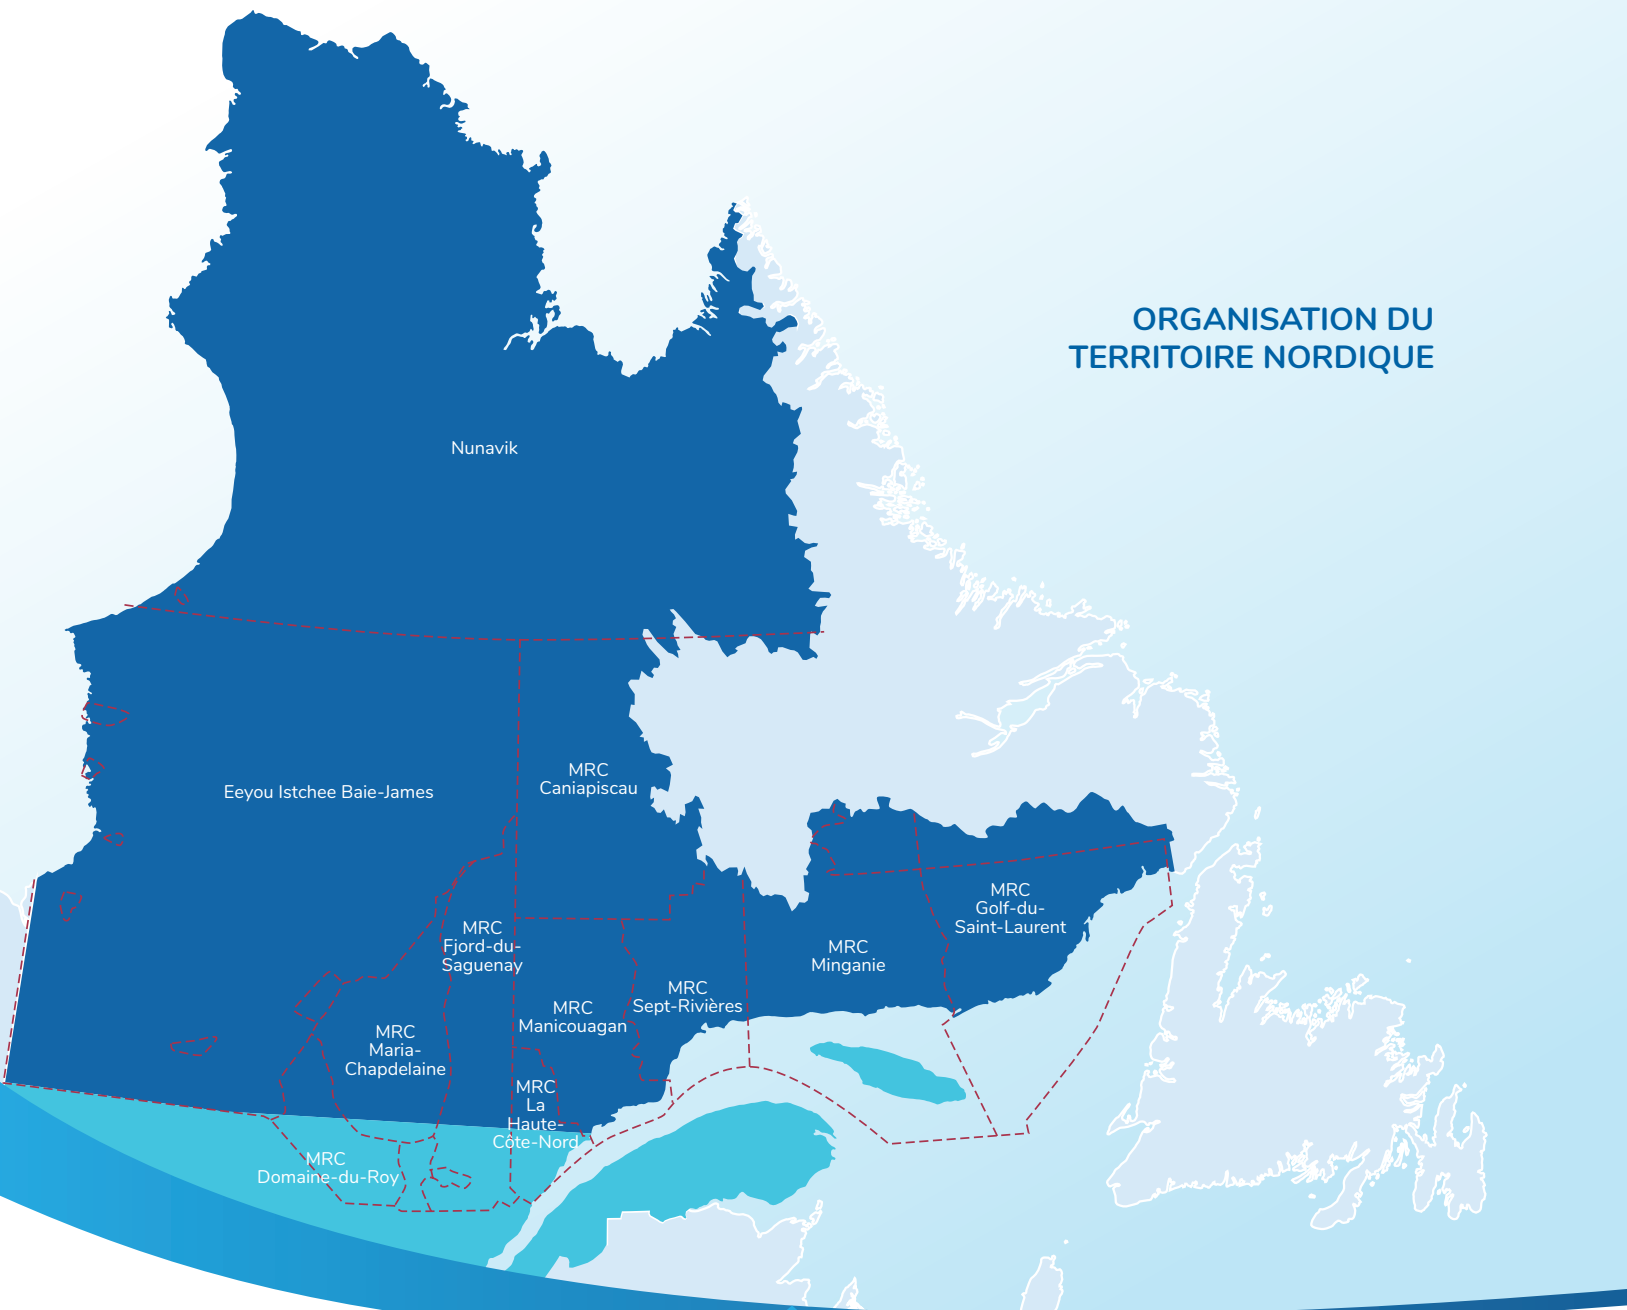 ORGANISATION DU
TERRITOIRE NORDIQUE
Nunavik
Eeyou Istchee Baie-James
MRC
Caniapiscau
MRC
Fjord-du-
Saguenay
MRC
Golf-du-
Saint-Laurent
MRC
Minganie
MRC
Sept-Rivières
MRC
Manicouagan
MRC
Maria-
Chapdelaine
MRC
La
Haute-
Côte-Nord
MRC
Domaine-du-Roy